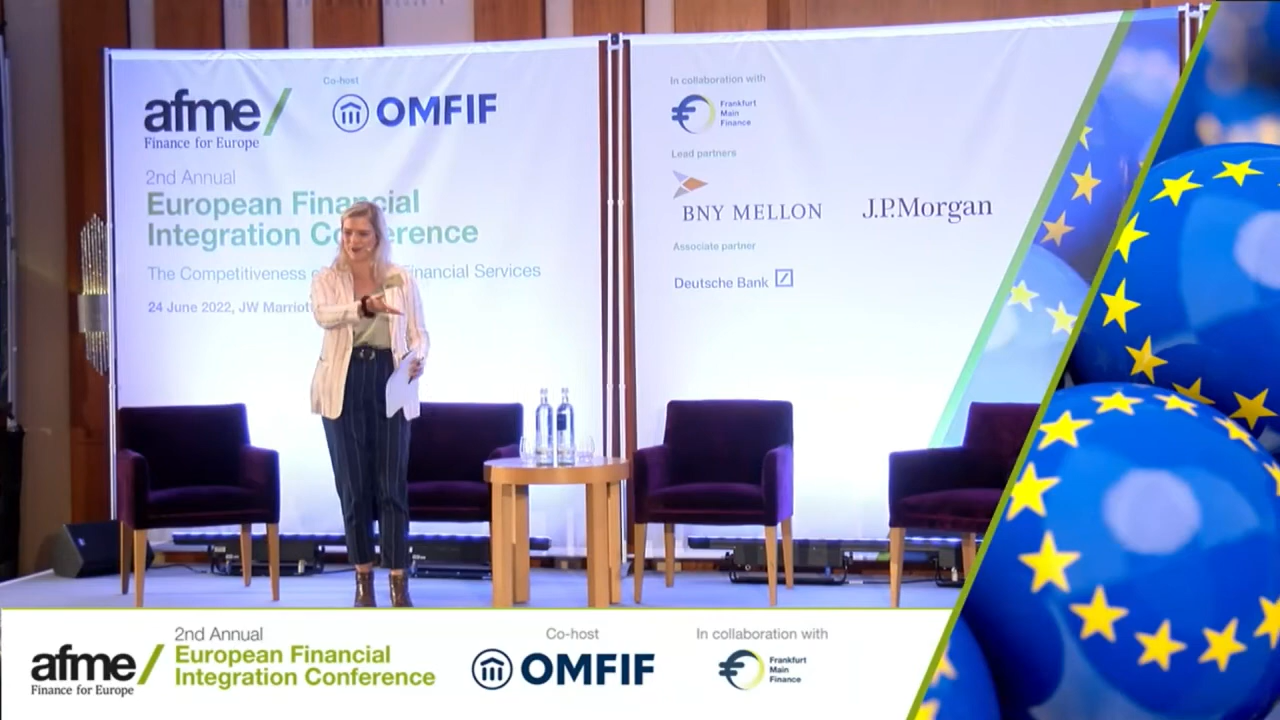 Co-host
afme/
Finance for Europe
OMFIF
2nd Annual
European Financial
Integration Conference
The Competitiveness Financial Services
24 June 2022, JW Marriott
In collaboration with
Frankfurt
Main
Finance
Lead partners
BNY MELLON
J.P.Morgan
Associate partner
Deutsche Bank
afme/
Finance for Europe
2nd Annual
European Financial
Integration Conference
Co-host
OMFIF
In collaboration with
Frankfurt
Main
Finance